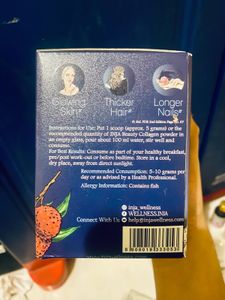 Glowing Skin*
Thicker Hair*
Longer Nails*
Instructions for Use: Put 1 scoop (approx. 5 grams) or the
recommended quantity of INJA Beauty Collagen powder in
an empty glass, pour about 100 ml water, stir well and
consume.
For Best Results: Consume as part of your healthy breakfast,
pre/post work-out or before bedtime. Store in a cool,
dry place, away from direct sunlight.
Recommended Consumption: 5-10 grams per
day or as advised by a Health Professional.
Allergy Information: Contains fish
inja_wellness
WELLNESS.INJA
Connect With Us
help@injawellness.com